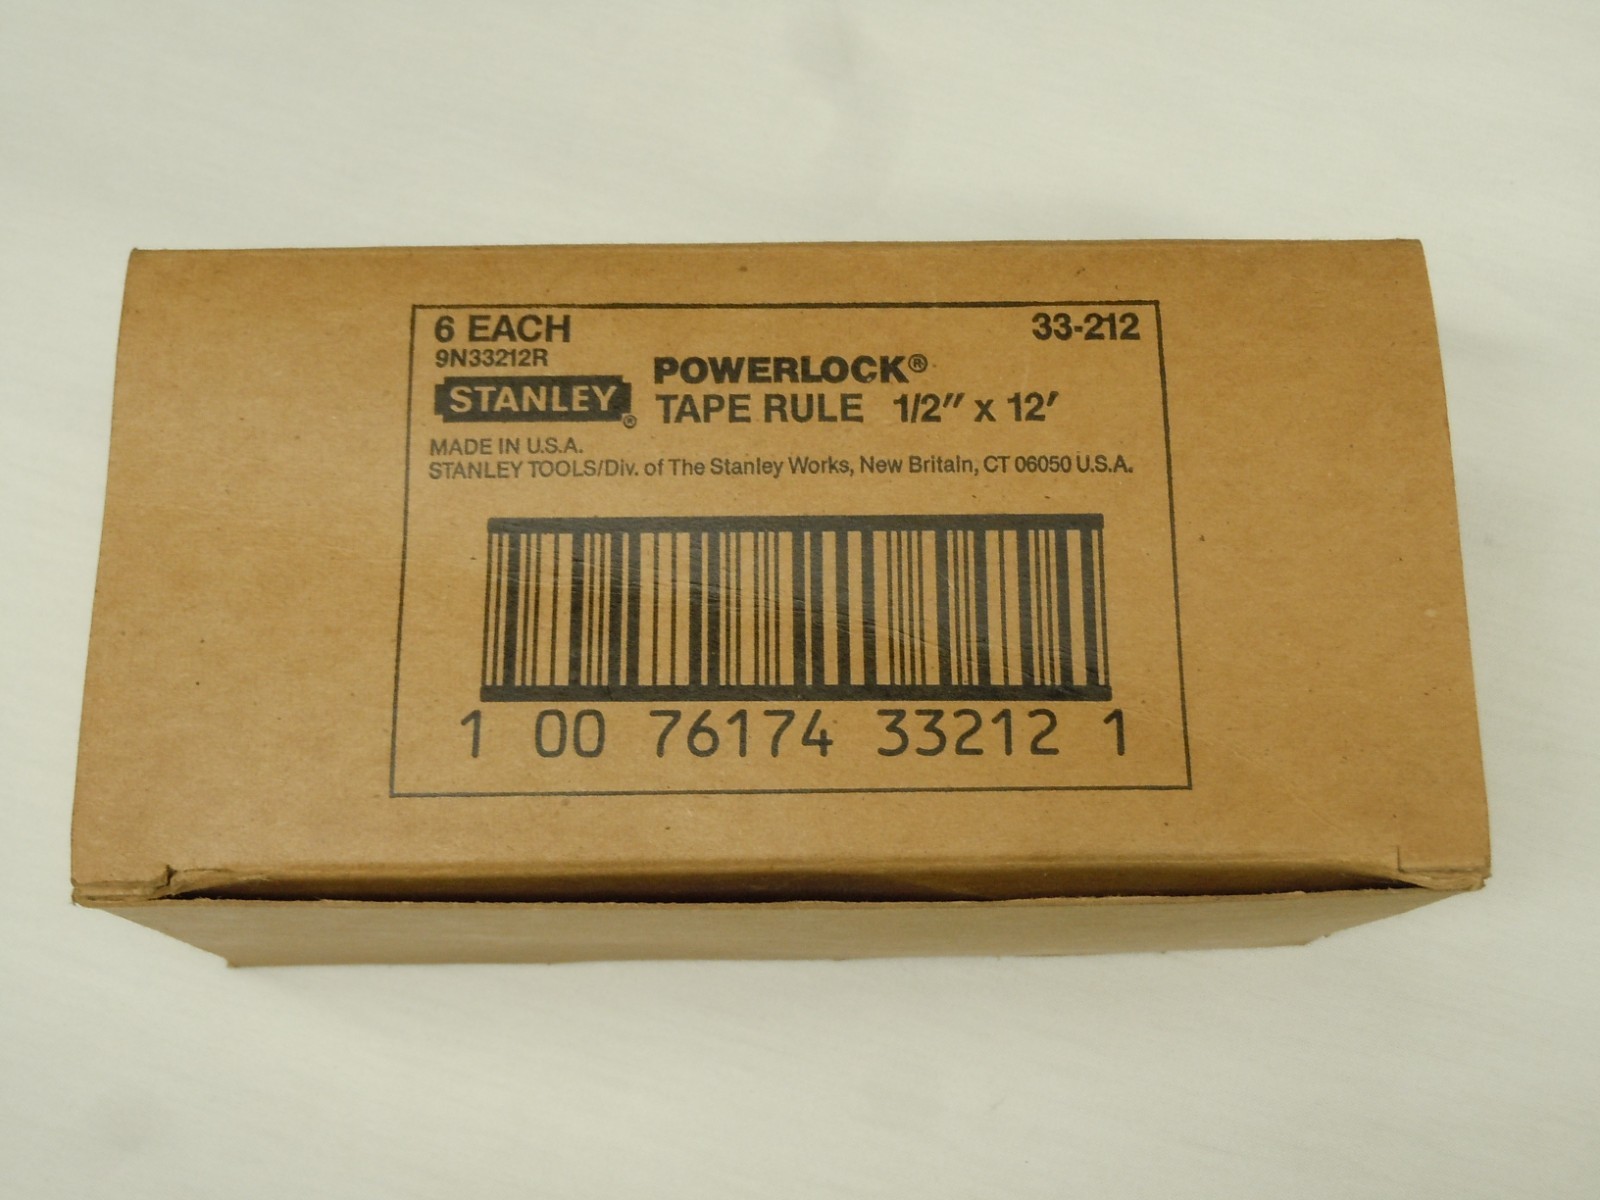 6 EACH 33-212
9N33212R
POWERLOCK®
STANLEY® TAPE RULE 1/2" x 12'
MADE IN U.S.A.
STANLEY TOOLS/Div. of The Stanley Works, New Britain, CT 06050 U.S.A.
1 00 76174 33212 1